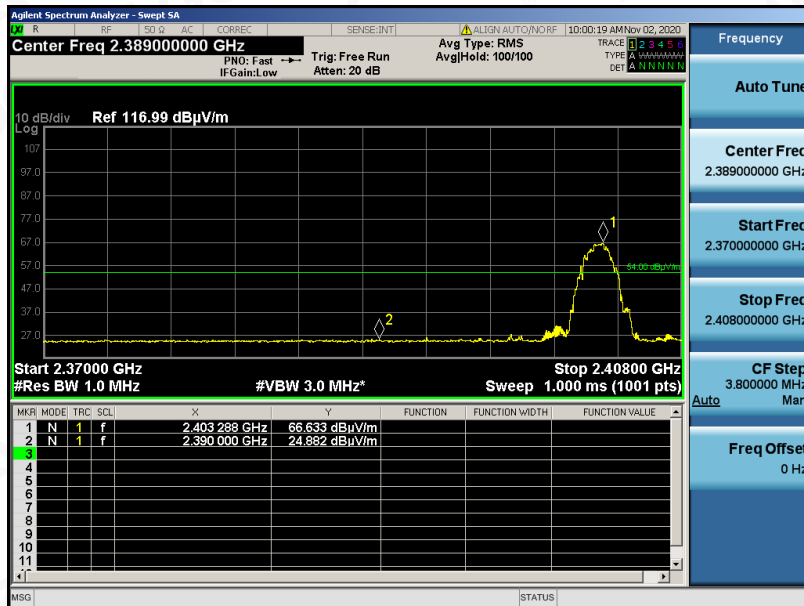 Agilent Spectrum Analyzer - Swept SA
LXI R RF 50 Ω AC CORREC SENSE:INT ALIGN AUTO/NO RF 10:00:19 AM Nov 02, 2020
Center Freq 2.389000000 GHz
PNO: Fast
IFGain:Low
Trig: Free Run
Atten: 20 dB
Avg Type: RMS
Avg|Hold: 100/100
TRACE 1 2 3 4 5 6
TYPE A WWWWW
DET A N N N N N
10 dB/div
Log
Ref 116.99 dBµV/m
107
97.0
87.0
77.0
67.0
57.0
47.0
37.0
27.0
1
54.00 dBµV/m
2
Start 2.37000 GHz Stop 2.40800 GHz
#Res BW 1.0 MHz #VBW 3.0 MHz* Sweep 1.000 ms (1001 pts)
MKR MODE TRC SCL X Y FUNCTION FUNCTION WIDTH FUNCTION VALUE
1 N 1 f 2.403 288 GHz 66.633 dBµV/m
2 N 1 f 2.390 000 GHz 24.882 dBµV/m
3
4
5
6
7
8
9
10
11
MSG STATUS
Frequency
Auto Tune
Center Freq
2.389000000 GHz
Start Freq
2.370000000 GHz
Stop Freq
2.408000000 GHz
CF Step
3.800000 MHz
Auto Man
Freq Offset
0 Hz